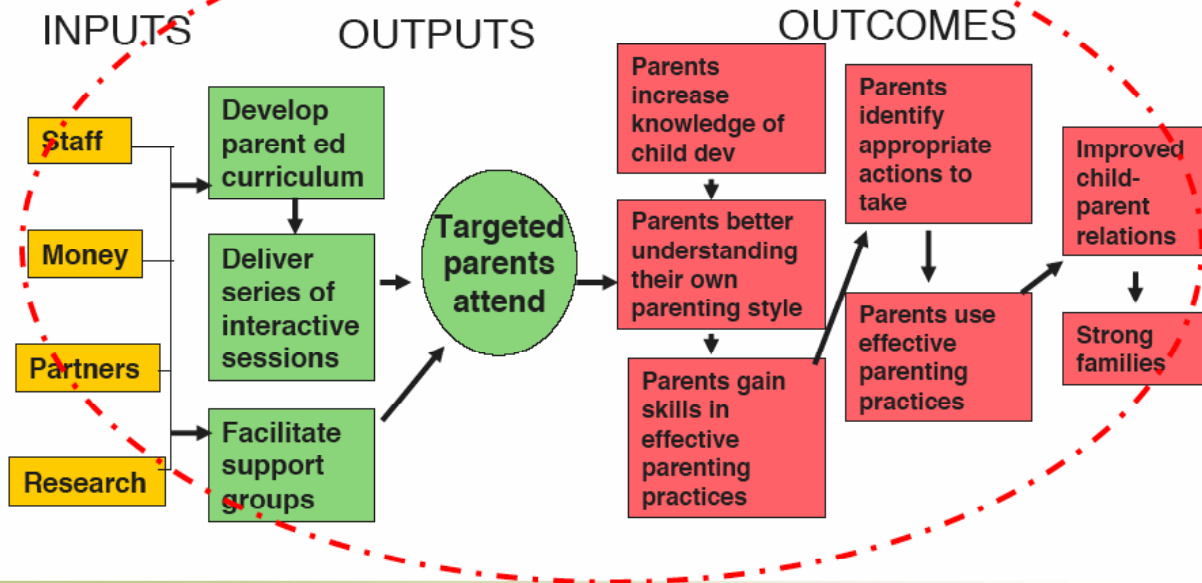 INPUTS
OUTPUTS
OUTCOMES
Staff
Money
Partners
Research
Develop
parent ed
curriculum
Deliver
series of
interactive
sessions
Facilitate
support
groups
Targeted
parents
attend
Parents
increase
knowledge of
child dev
Parents better
understanding
their own
parenting style
Parents gain
skills in
effective
parenting
practices
Parents
identify
appropriate
actions to
take
Parents use
effective
parenting
practices
Improved
child-
parent
relations
Strong
families